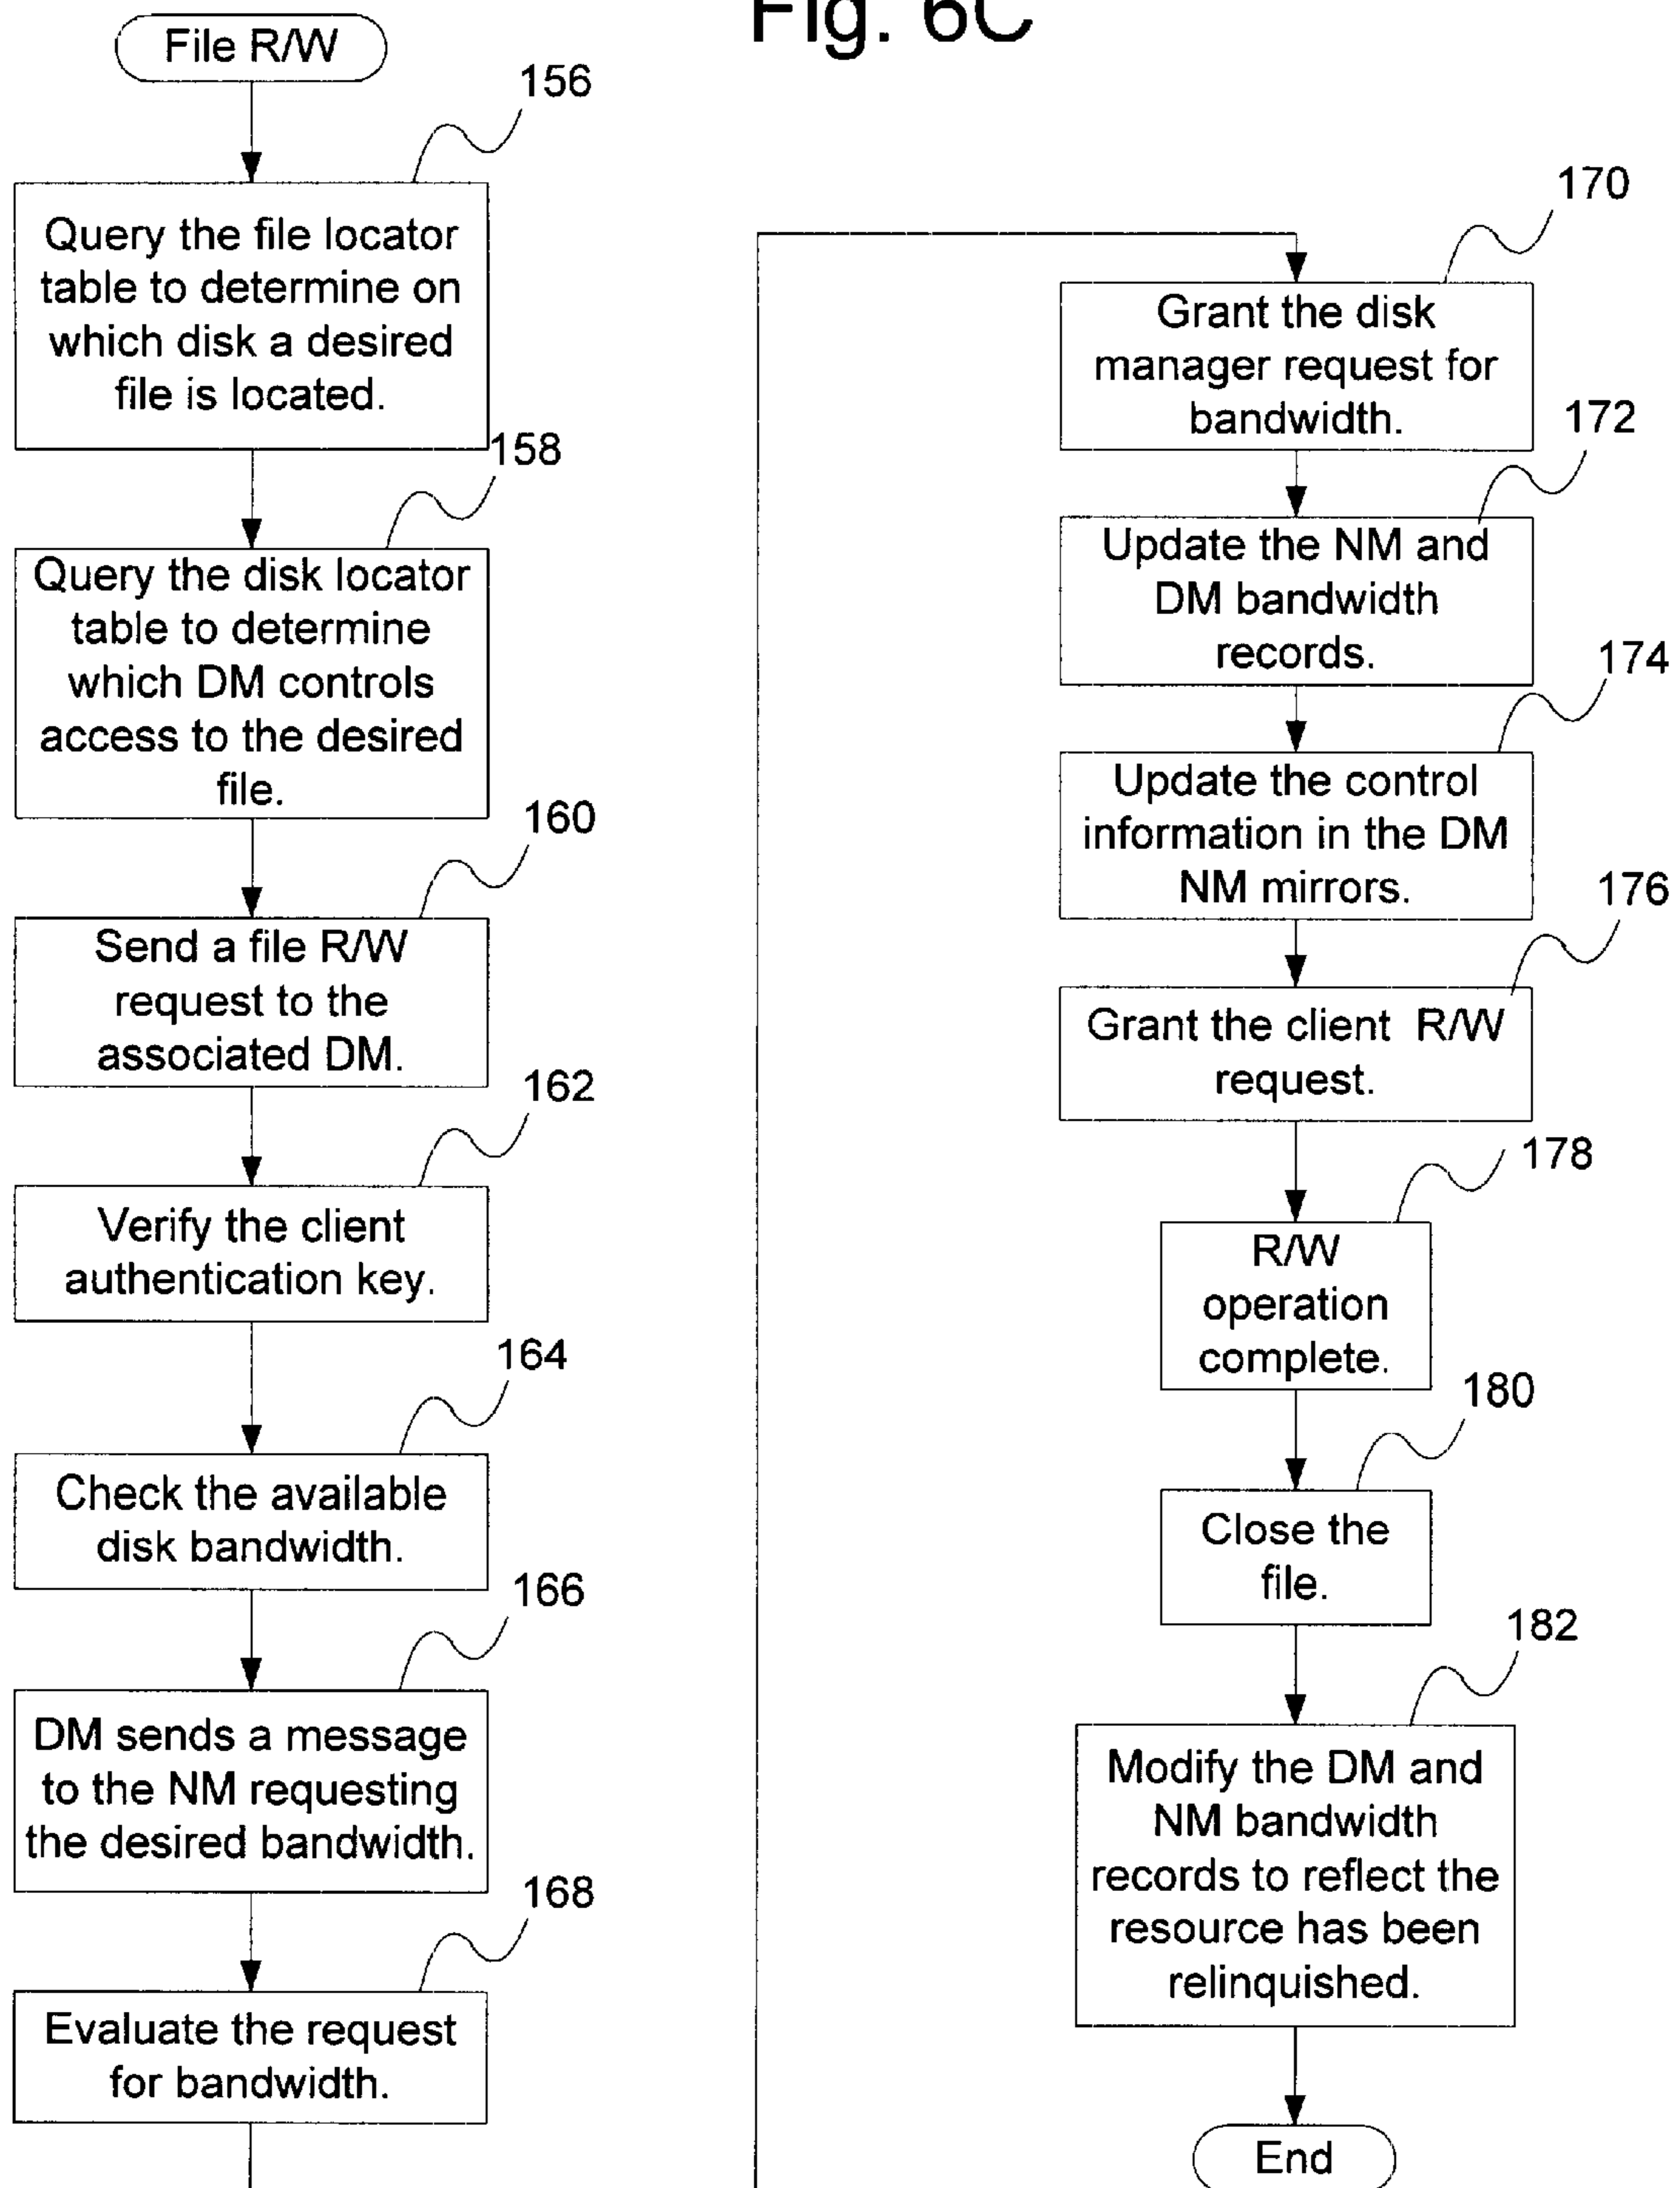 Fig. 6C
File R/W
156
Query the file locator
table to determine on
which disk a desired
file is located.
158
Query the disk locator
table to determine
which DM controls
access to the desired
file.
160
Send a file R/W
request to the
associated DM.
162
Verify the client
authentication key.
164
Check the available
disk bandwidth.
166
DM sends a message
to the NM requesting
the desired bandwidth.
168
Evaluate the request
for bandwidth.
170
Grant the disk
manager request for
bandwidth.
172
Update the NM and
DM bandwidth
records.
174
Update the control
information in the DM
NM mirrors.
176
Grant the client R/W
request.
178
R/W
operation
complete.
180
Close the
file.
182
Modify the DM and
NM bandwidth
records to reflect the
resource has been
relinquished.
End